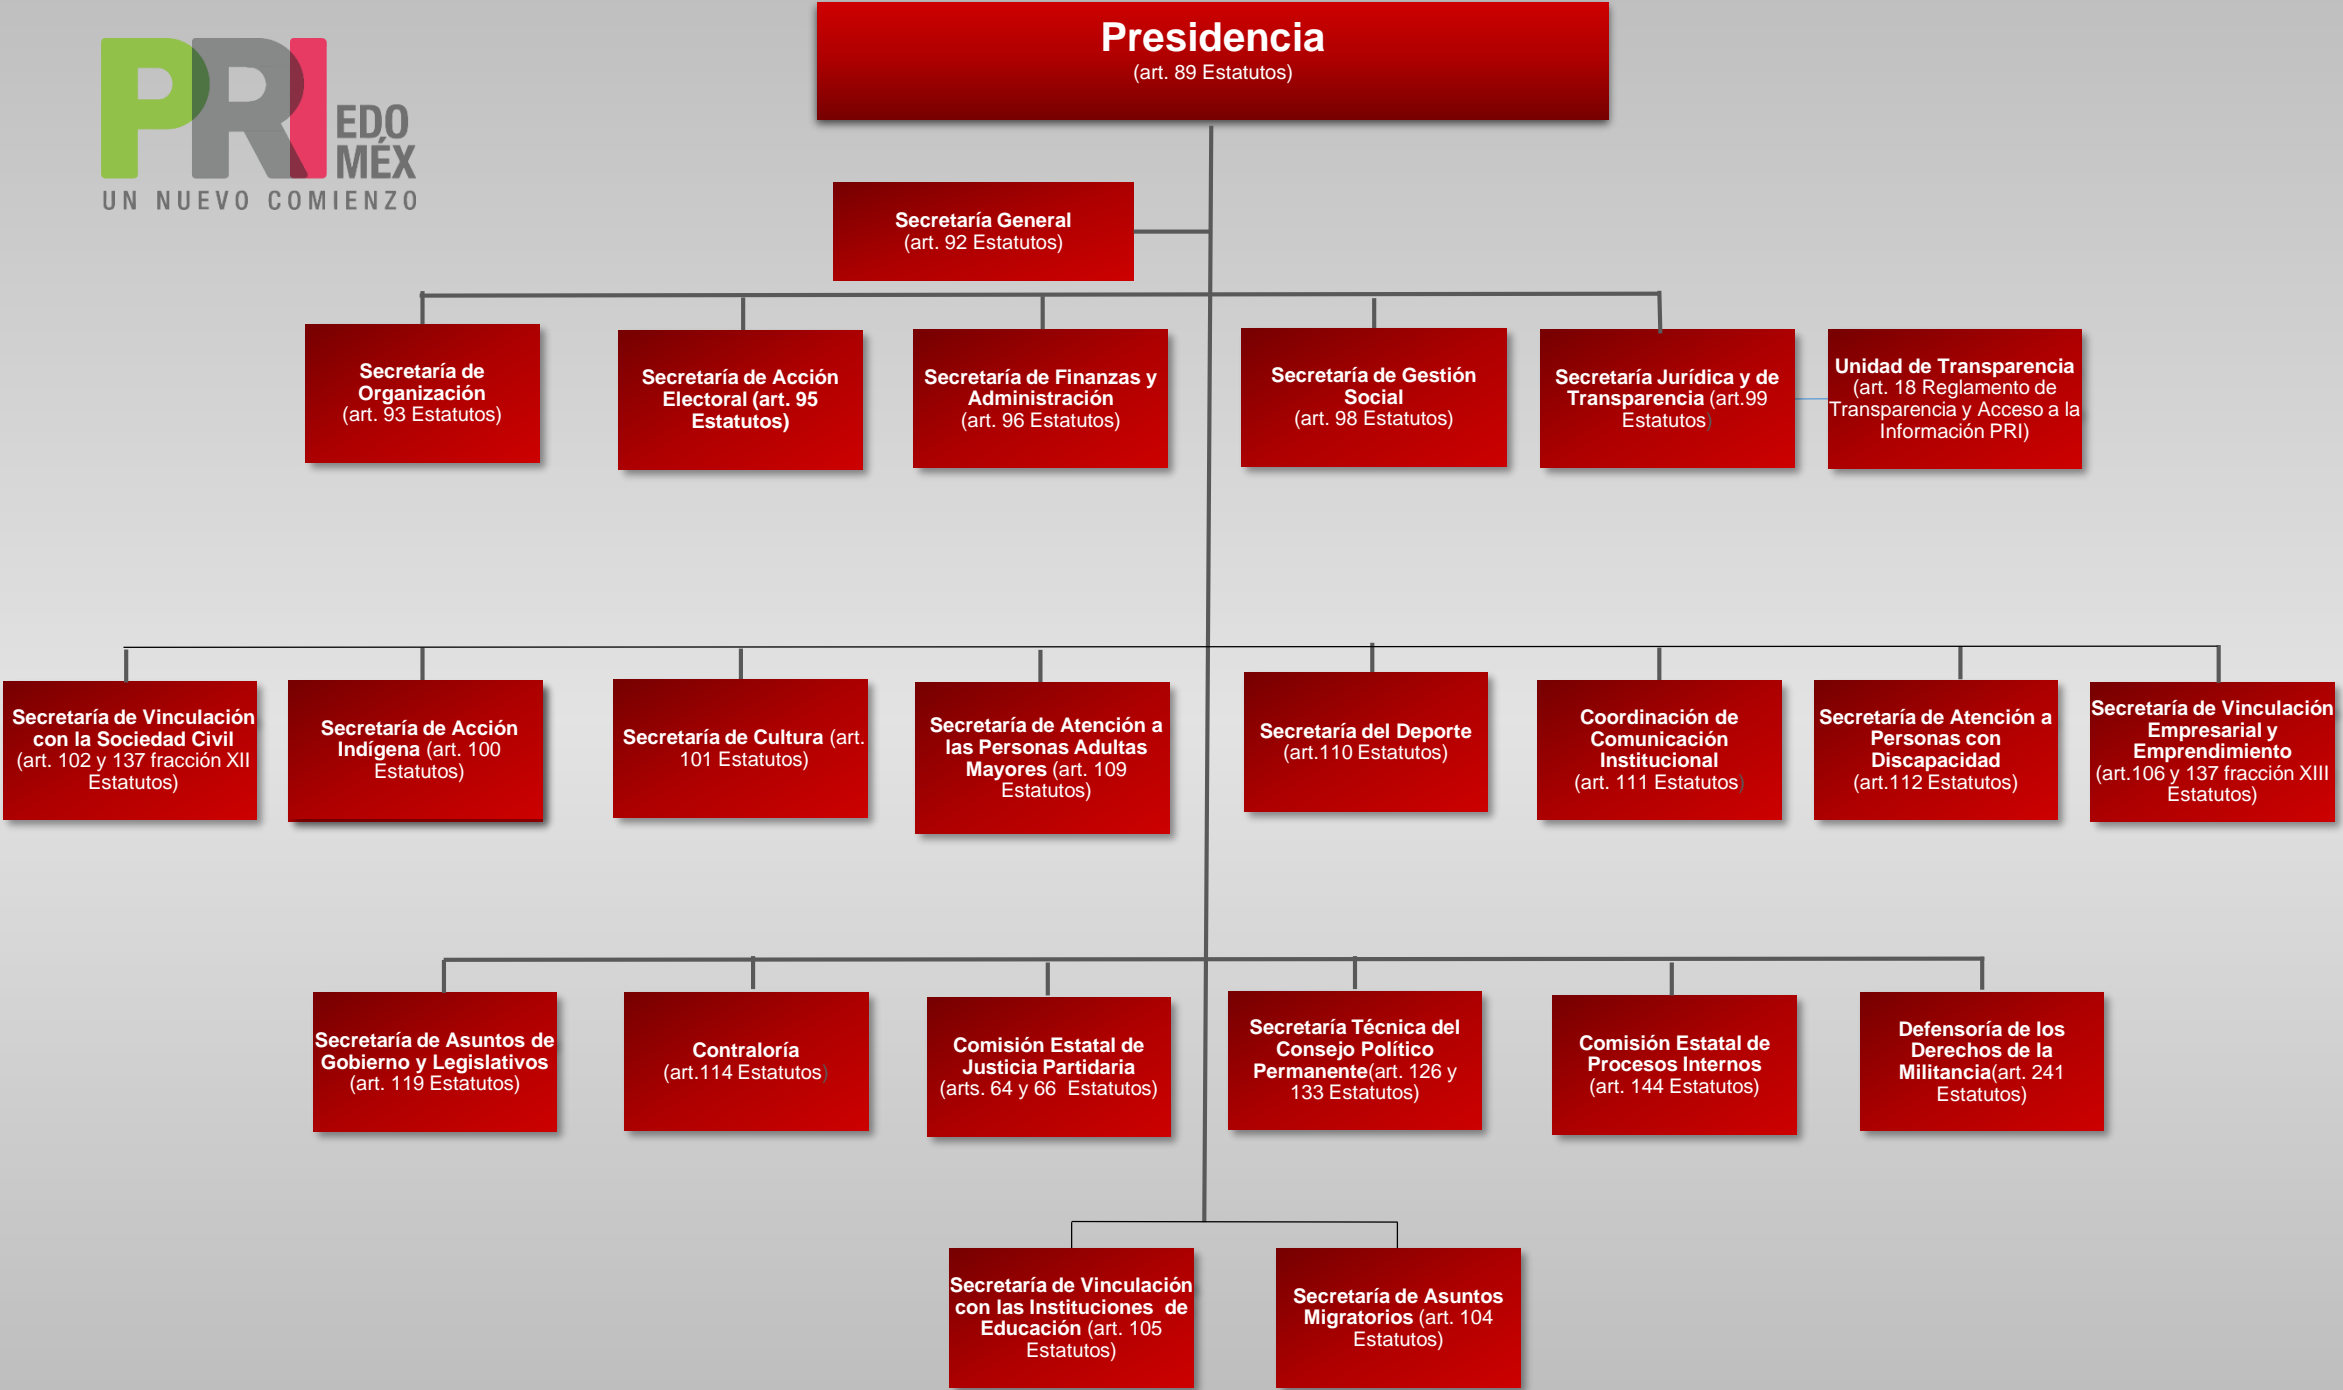 Presidencia
(art. 89 Estatutos)
PRI
EDO
MÉX
UN NUEVO COMIENZO
Secretaría General
(art. 92 Estatutos)
Secretaría de
Organización
(art. 93 Estatutos)
Secretaría de Acción
Electoral (art. 95
Estatutos)
Secretaría de Finanzas y
Administración
(art. 96 Estatutos)
Secretaría de Gestión
Social
(art. 98 Estatutos)
Secretaría Jurídica y de
Transparencia (art.99
Estatutos)
Unidad de Transparencia
(art. 18 Reglamento de
Transparencia y Acceso a la
Información PRI)
Secretaría de Vinculación
con la Sociedad Civil
(art. 102 y 137 fracción XII
Estatutos)
Secretaría de Acción
Indígena (art. 100
Estatutos)
Secretaría de Cultura (art.
101 Estatutos)
Secretaría de Atención a
las Personas Adultas
Mayores (art. 109
Estatutos)
Secretaría del Deporte
(art.110 Estatutos)
Coordinación de
Comunicación
Institucional
(art. 111 Estatutos)
Secretaría de Atención a
Personas con
Discapacidad
(art.112 Estatutos)
Secretaría de Vinculación
Empresarial y
Emprendimiento
(art.106 y 137 fracción XIII
Estatutos)
Secretaría de Asuntos de
Gobierno y Legislativos
(art. 119 Estatutos)
Contraloría
(art.114 Estatutos)
Comisión Estatal de
Justicia Partidaria
(arts. 64 y 66 Estatutos)
Secretaría Técnica del
Consejo Político
Permanente(art. 126 y
133 Estatutos)
Comisión Estatal de
Procesos Internos
(art. 144 Estatutos)
Defensoría de los
Derechos de la
Militancia(art. 241
Estatutos)
Secretaría de Vinculación
con las Instituciones de
Educación (art. 105
Estatutos)
Secretaría de Asuntos
Migratorios (art. 104
Estatutos)